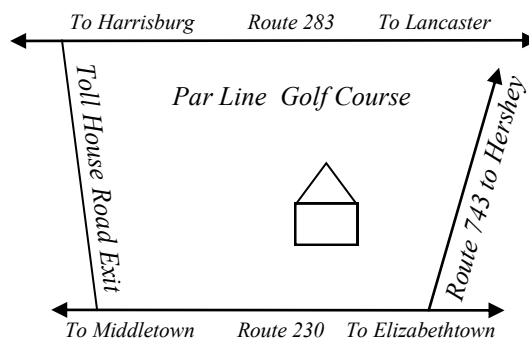 To Harrisburg Route 283 To Lancaster
Par Line Golf Course
Toll House Road Exit
Route 743 to Hershey
To Middletown Route 230 To Elizabethtown